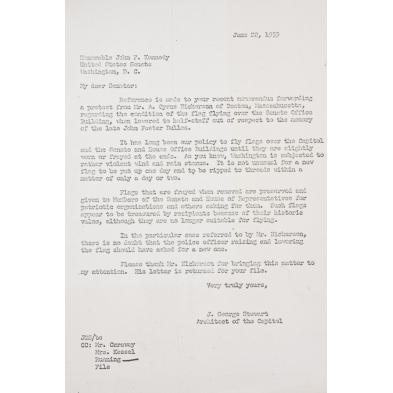 June 22, 1959
Honorable John F. Kennedy
United States Senate
Washington, D. C.
My dear Senator:
Reference is made to your recent memorandum forwarding
a protest from Mr. A. Cyrus Nickerson of Boston, Massachusetts,
regarding the condition of the flag flying over the Senate Office
Building, when lowered to half-staff out of respect to the memory
of the late John Foster Dulles.
It has long been our policy to fly flags over the Capitol
and the Senate and House Office Buildings until they are slightly
worn or frayed at the ends. As you know, Washington is subjected to
rather violent wind and rain storms. It is not unusual for a new
flag to be put up one day and to be ripped to threads within a
matter of only a day or two.
Flags that are frayed when removed are preserved and
given to Members of the Senate and House of Representatives for
patriotic organizations and others asking for them. Such flags
appear to be treasured by recipients because of their historic
value, although they are no longer suitable for flying.
In the particular case referred to by Mr. Nickerson,
there is no doubt that the police officer raising and lowering
the flag should have asked for a new one.
Please thank Mr. Nickerson for bringing this matter to
my attention. His letter is returned for your file.
Very truly yours,
J. George Stewart
Architect of the Capitol
CC: Mr. Caraway
Mrs. Kessel
Running
File